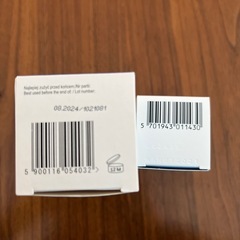 Najlepiej zużyć przed końcem/Nr partii:
Best used before the end of: / Lot number:
08.2024/1021081
5 900116 054032
12M
5 701943 011430